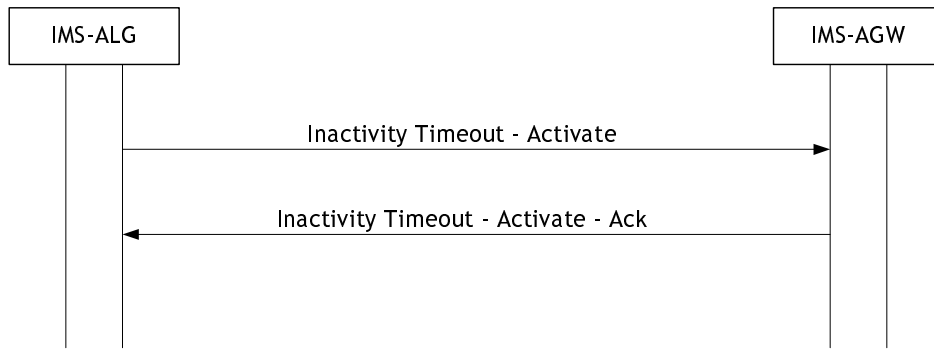 IMS-ALG
IMS-AGW
Inactivity Timeout - Activate
Inactivity Timeout - Activate - Ack